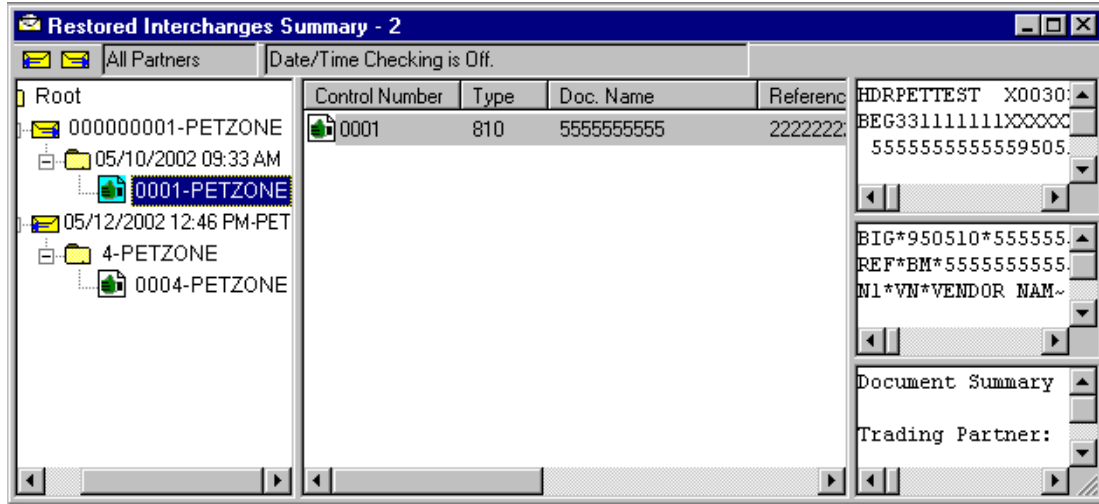 Restored Interchanges Summary - 2
All Partners
Date/Time Checking is Off.
Root
000000001-PETZONE
05/10/2002 09:33 AM
0001-PETZONE
05/12/2002 12:46 PM-PET
4-PETZONE
0004-PETZONE
Control Number Type Doc. Name Referenc
0001 810 5555555555 2222222
HDRPETTEST X0030
BEG331111111XXXXX
5555555555559505
BIG*950510*555555
REF*BM*5555555555
N1*VN*VENDOR NAM~
Document Summary
Trading Partner: